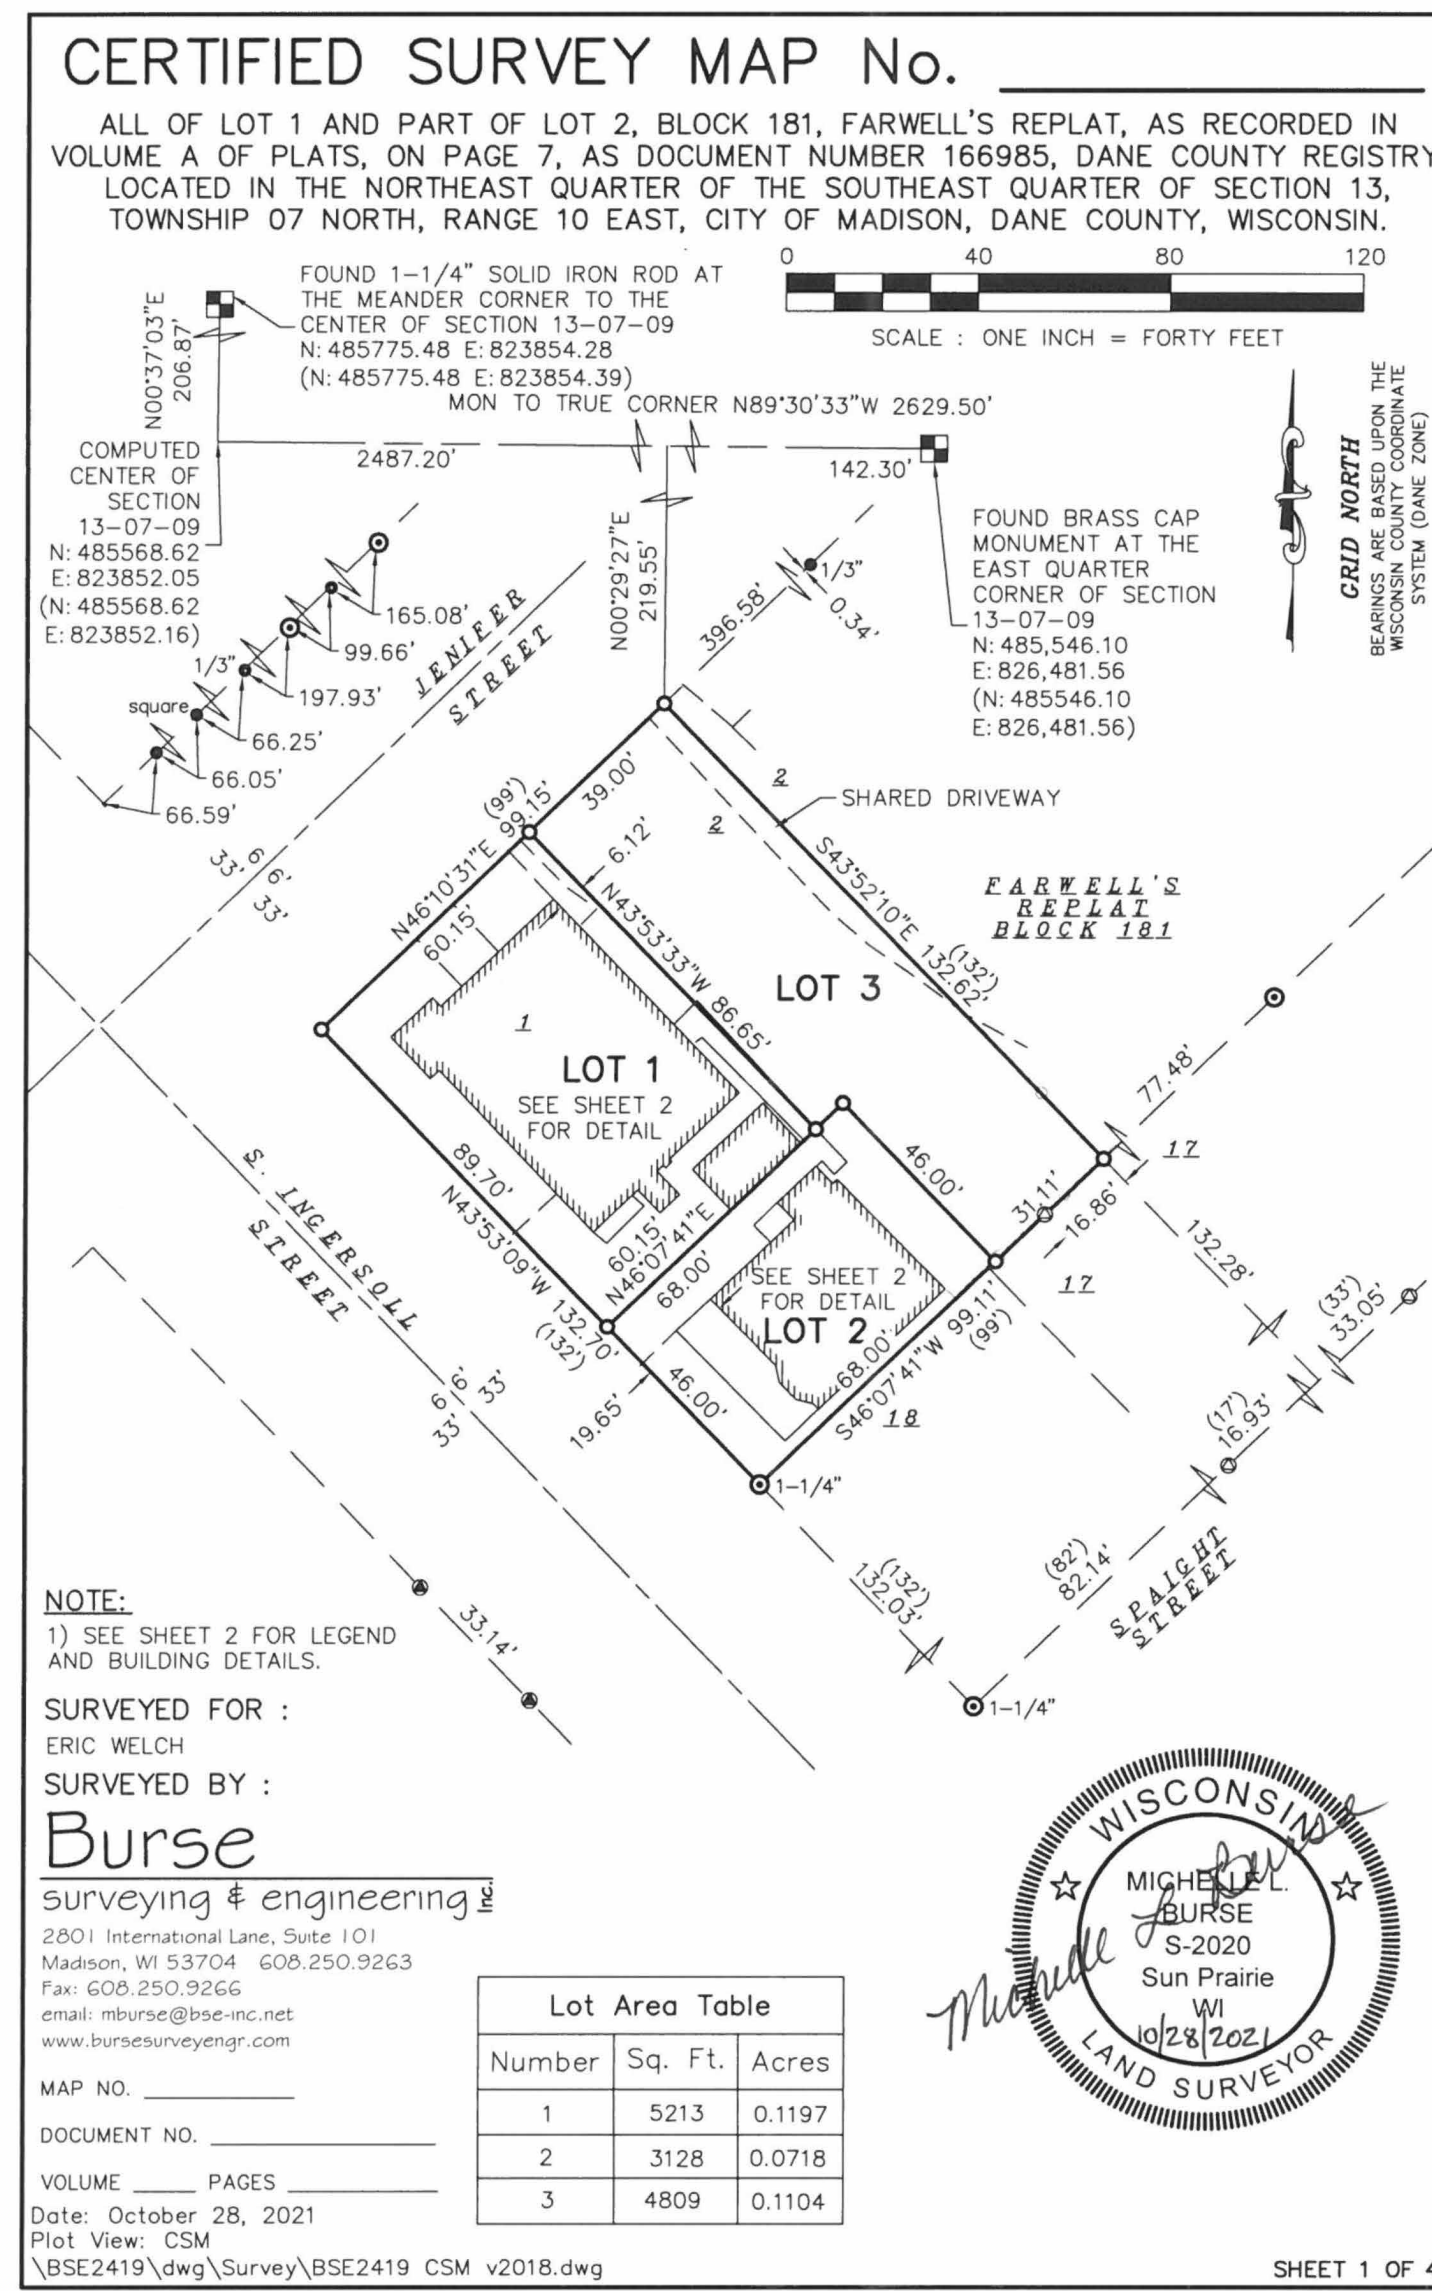 CERTIFIED SURVEY MAP No.
ALL OF LOT 1 AND PART OF LOT 2, BLOCK 181, FARWELL'S REPLAT, AS RECORDED IN
VOLUME A OF PLATS, ON PAGE 7, AS DOCUMENT NUMBER 166985, DANE COUNTY REGISTRY
LOCATED IN THE NORTHEAST QUARTER OF THE SOUTHEAST QUARTER OF SECTION 13,
TOWNSHIP 07 NORTH, RANGE 10 EAST, CITY OF MADISON, DANE COUNTY, WISCONSIN.
0 40 80 120
SCALE : ONE INCH = FORTY FEET
FOUND 1-1/4" SOLID IRON ROD AT
THE MEANDER CORNER TO THE
CENTER OF SECTION 13-07-09
N: 485775.48 E: 823854.28
(N: 485775.48 E: 823854.39)
N00°37'03"E
206.87'
MON TO TRUE CORNER N89°30'33"W 2629.50'
2487.20'
142.30'
COMPUTED
CENTER OF
SECTION
13-07-09
N: 485568.62
E: 823852.05
(N: 485568.62
E: 823852.16)
GRID NORTH
BEARINGS ARE BASED UPON THE
WISCONSIN COUNTY COORDINATE
SYSTEM (DANE ZONE)
FOUND BRASS CAP
MONUMENT AT THE
EAST QUARTER
CORNER OF SECTION
13-07-09
N: 485,546.10
E: 826,481.56
(N: 485546.10
E: 826,481.56)
N00°29'27"E
219.55'
396.58'
1/3"
0.34'
165.08'
99.66'
1/3"
197.93'
square
66.25'
66.05'
66.59'
JENIFER
STREET
33'
66'
33'
39.00'
(99')
N46°10'31"E 99.15'
60.15'
6.12'
2
2
SHARED DRIVEWAY
S43°52'10"E 132.62'
(132')
FARWELL'S
REPLAT
BLOCK 181
N43°53'33"W 86.65'
LOT 3
1
LOT 1
SEE SHEET 2
FOR DETAIL
89.70'
N43°53'09"W 132.70'
(132')
60.15'
N46°07'41"E
68.00'
46.00'
31.11'
16.86'
77.48'
17
17
132.28'
SEE SHEET 2
FOR DETAIL
LOT 2
68.00'
S46°07'41"W 99.11'
(99')
18
46.00'
19.65'
1-1/4"
S. INGERSOLL
STREET
66'
33'
33'
(33')
33.05'
(17')
16.93'
(82')
82.14'
SPAIGHT
STREET
(132')
132.03'
1-1/4"
33.14'
NOTE:
1) SEE SHEET 2 FOR LEGEND
AND BUILDING DETAILS.
SURVEYED FOR :
ERIC WELCH
SURVEYED BY :
Burse
surveying & engineering inc.
2801 International Lane, Suite 101
Madison, WI 53704 608.250.9263
Fax: 608.250.9266
email: mburse@bse-inc.net
www.bursesurveyengr.com
MAP NO.
DOCUMENT NO.
VOLUME PAGES
Date: October 28, 2021
Plot View: CSM
\BSE2419\dwg\Survey\BSE2419 CSM v2018.dwg
Lot Area Table
Number Sq. Ft. Acres
1 5213 0.1197
2 3128 0.0718
3 4809 0.1104
WISCONSIN
MICHELLE L.
BURSE
S-2020
Sun Prairie
WI
10/28/2021
LAND SURVEYOR
Michelle L Burse
SHEET 1 OF 4